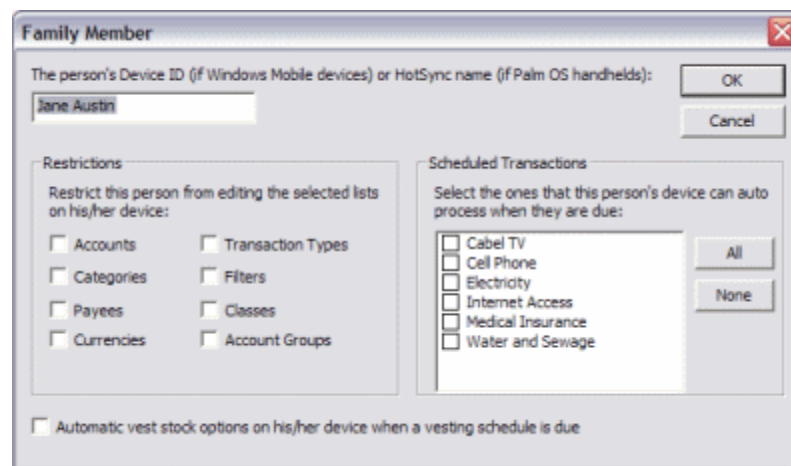 Family Member
The person's Device ID (if Windows Mobile devices) or HotSync name (if Palm OS handhelds):
Jane Austin
OK
Cancel
Restrictions
Restrict this person from editing the selected lists
on his/her device:
Accounts
Transaction Types
Categories
Filters
Payees
Classes
Currencies
Account Groups
Scheduled Transactions
Select the ones that this person's device can auto
process when they are due:
Cabel TV
Cell Phone
Electricity
Internet Access
Medical Insurance
Water and Sewage
All
None
Automatic vest stock options on his/her device when a vesting schedule is due